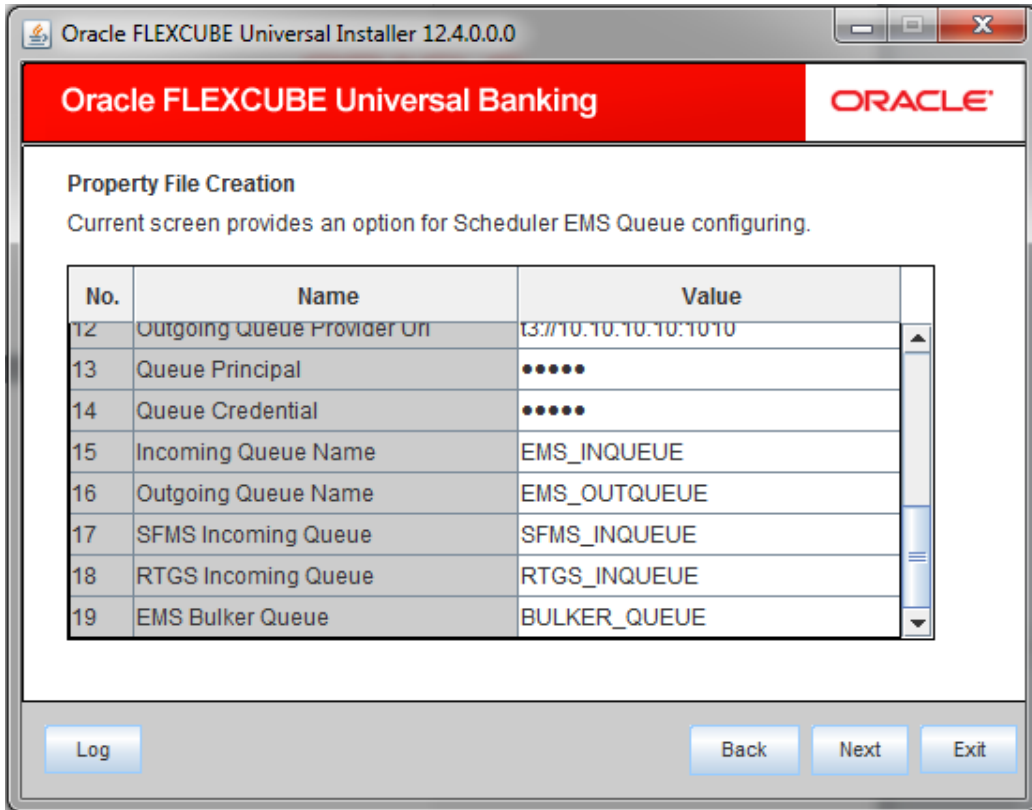 Oracle FLEXCUBE Universal Installer 12.4.0.0.0
Oracle FLEXCUBE Universal Banking
ORACLE
Property File Creation
Current screen provides an option for Scheduler EMS Queue configuring.
No. Name Value
12 Outgoing Queue Provider Url t3://10.10.10.10:1010
13 Queue Principal •••••
14 Queue Credential •••••
15 Incoming Queue Name EMS_INQUEUE
16 Outgoing Queue Name EMS_OUTQUEUE
17 SFMS Incoming Queue SFMS_INQUEUE
18 RTGS Incoming Queue RTGS_INQUEUE
19 EMS Bulker Queue BULKER_QUEUE
Log Back Next Exit